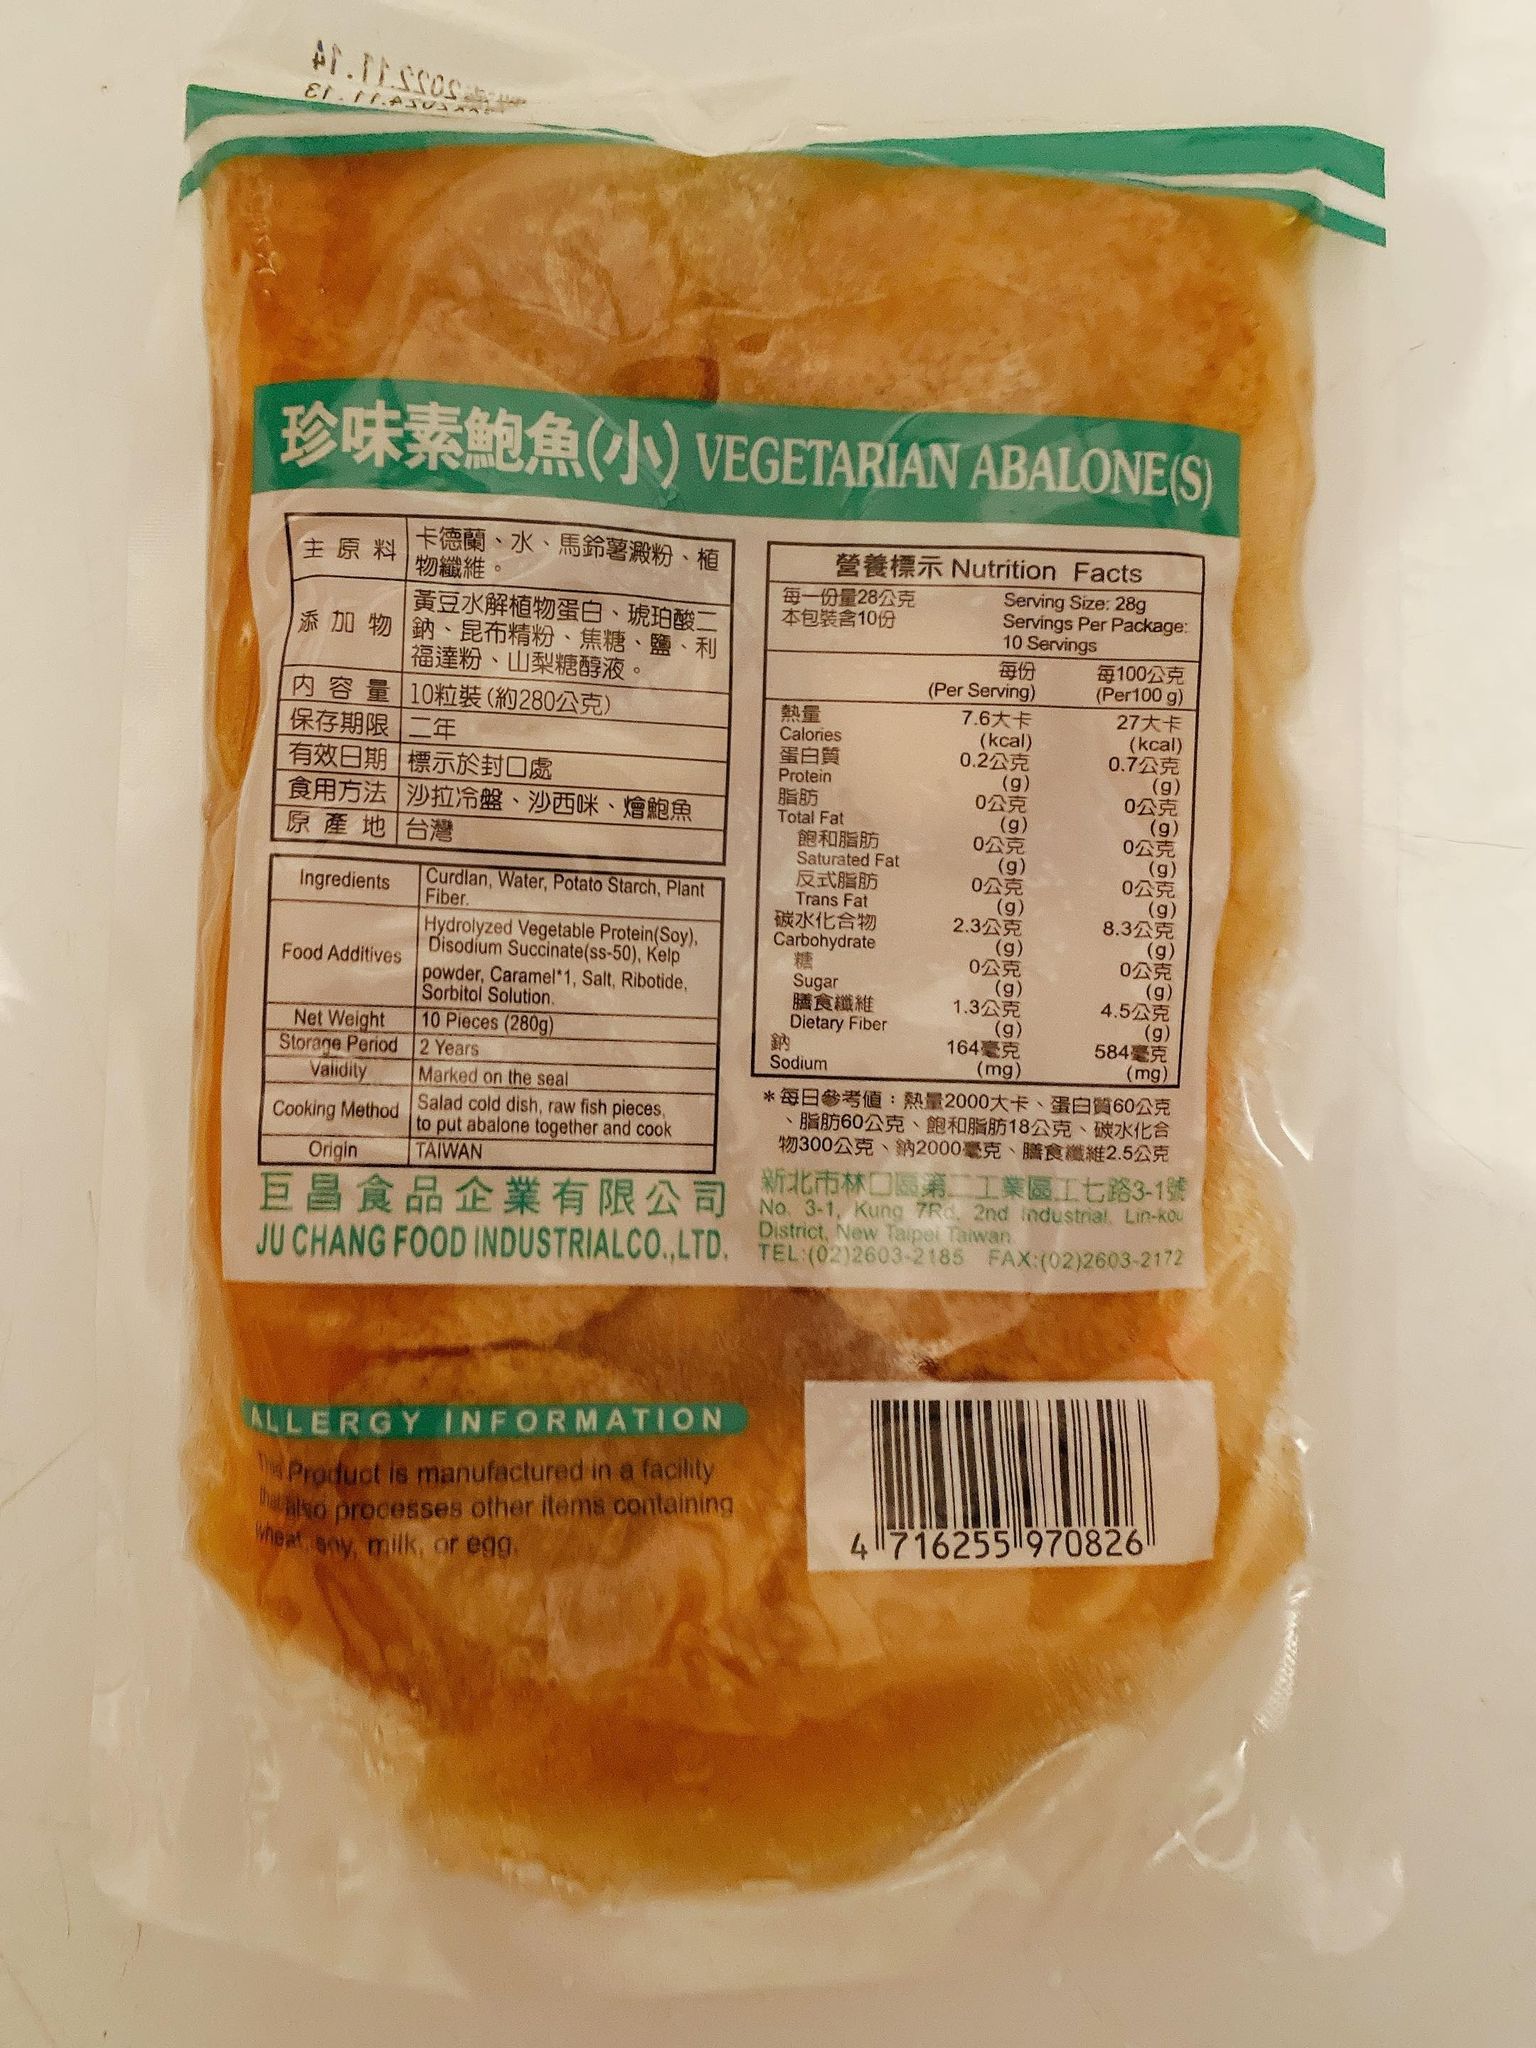 2022.11.14
2024.11.13
珍味素鮑魚(小) VEGETARIAN ABALONE(S)
主原料 卡德蘭、水、馬鈴薯澱粉、植
物纖維。
添加物 黃豆水解植物蛋白、琥珀酸二
鈉、昆布精粉、焦糖、鹽、利
福達粉、山梨糖醇液。
內容量 10粒裝(約280公克)
保存期限 二年
有效日期 標示於封口處
食用方法 沙拉冷盤、沙西咪、燴鮑魚
原產地 台灣
Ingredients Curdlan, Water, Potato Starch, Plant
Fiber.
Food Additives Hydrolyzed Vegetable Protein(Soy),
Disodium Succinate(ss-50), Kelp
powder, Caramel*1, Salt, Ribotide,
Sorbitol Solution.
Net Weight 10 Pieces (280g)
Storage Period 2 Years
Validity Marked on the seal
Cooking Method Salad cold dish, raw fish pieces,
to put abalone together and cook
Origin TAIWAN
巨昌食品企業有限公司
JU CHANG FOOD INDUSTRIALCO.,LTD.
營養標示 Nutrition Facts
每一份量28公克 Serving Size: 28g
本包裝含10份 Servings Per Package:
10 Servings
每份 每100公克
(Per Serving) (Per100 g)
熱量 7.6大卡 27大卡
Calories (kcal) (kcal)
蛋白質 0.2公克 0.7公克
Protein (g) (g)
脂肪 0公克 0公克
Total Fat (g) (g)
飽和脂肪 0公克 0公克
Saturated Fat (g) (g)
反式脂肪 0公克 0公克
Trans Fat (g) (g)
碳水化合物 2.3公克 8.3公克
Carbohydrate (g) (g)
糖 0公克 0公克
Sugar (g) (g)
膳食纖維 1.3公克 4.5公克
Dietary Fiber (g) (g)
鈉 164毫克 584毫克
Sodium (mg) (mg)
*每日參考值：熱量2000大卡、蛋白質60公克
、脂肪60公克、飽和脂肪18公克、碳水化合
物300公克、鈉2000毫克、膳食纖維2.5公克
新北市林口區第二工業區工七路3-1號
No. 3-1, Kung 7Rd. 2nd Industrial. Lin-kou
District, New Taipei Taiwan
TEL:(02)2603-2185 FAX:(02)2603-2172
ALLERGY INFORMATION
This Product is manufactured in a facility
that also processes other items containing
wheat, soy, milk, or egg.
4 716255 970826